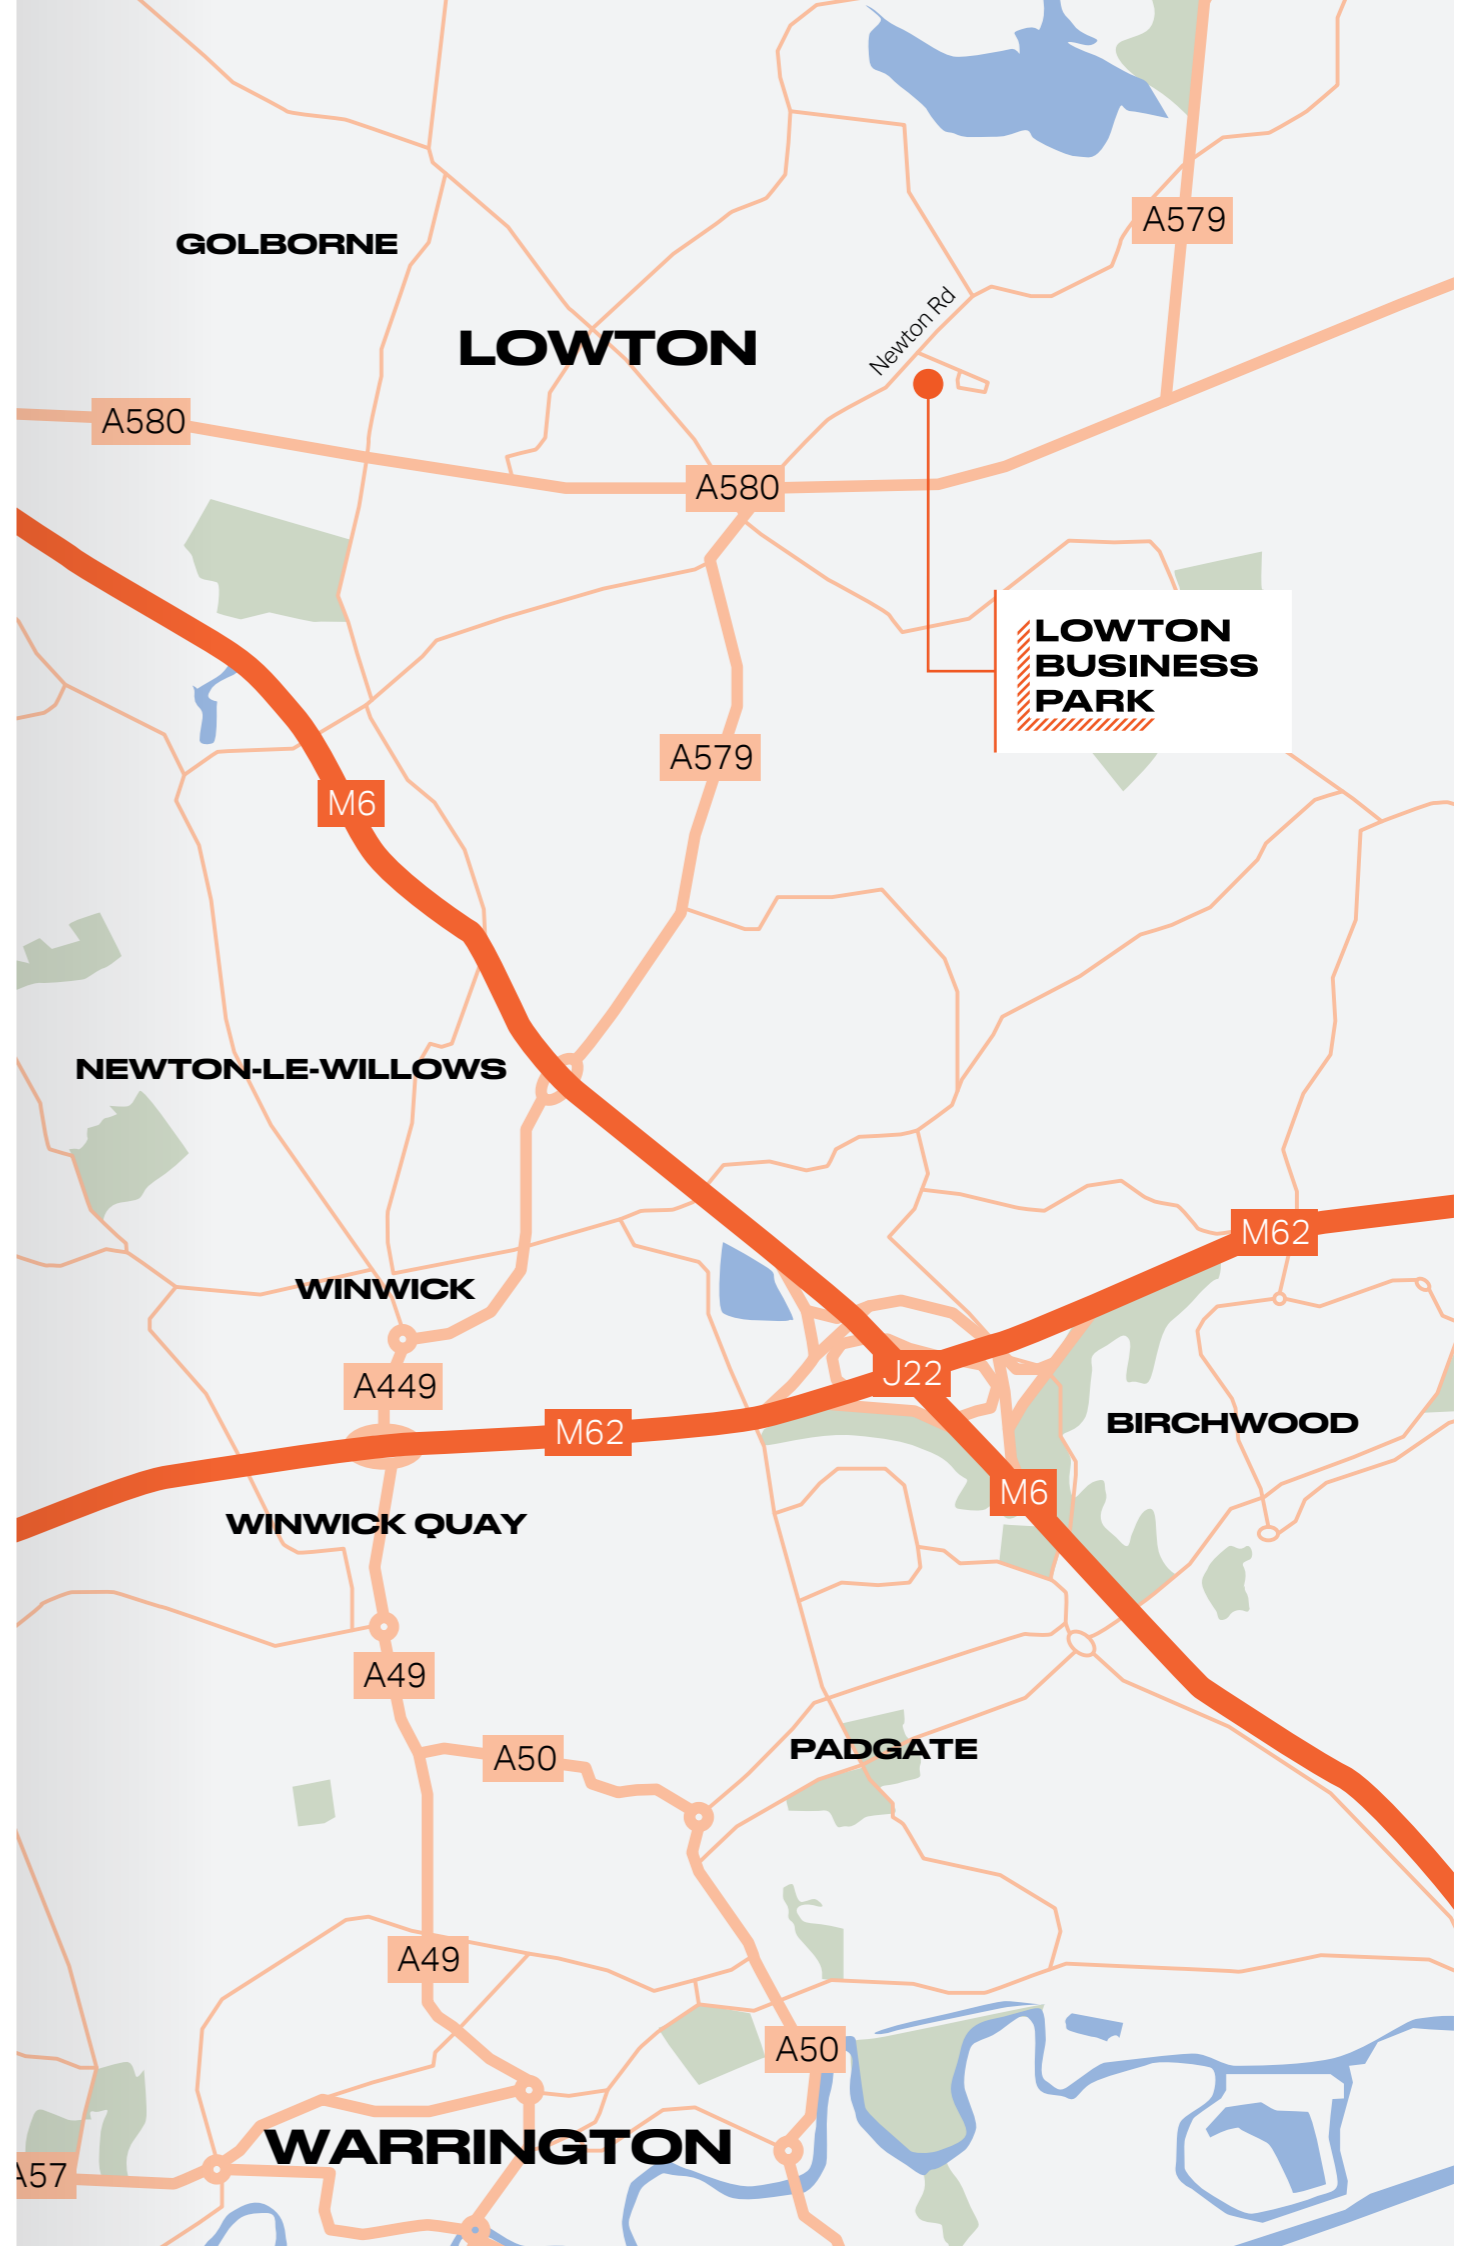 A579
GOLBORNE
Newton Rd
LOWTON
A580
A580
LOWTON
BUSINESS
PARK
A579
M6
NEWTON-LE-WILLOWS
M62
WINWICK
J22
A449
BIRCHWOOD
M62
M6
WINWICK QUAY
A49
PADGATE
A50
A49
A50
WARRINGTON
A57